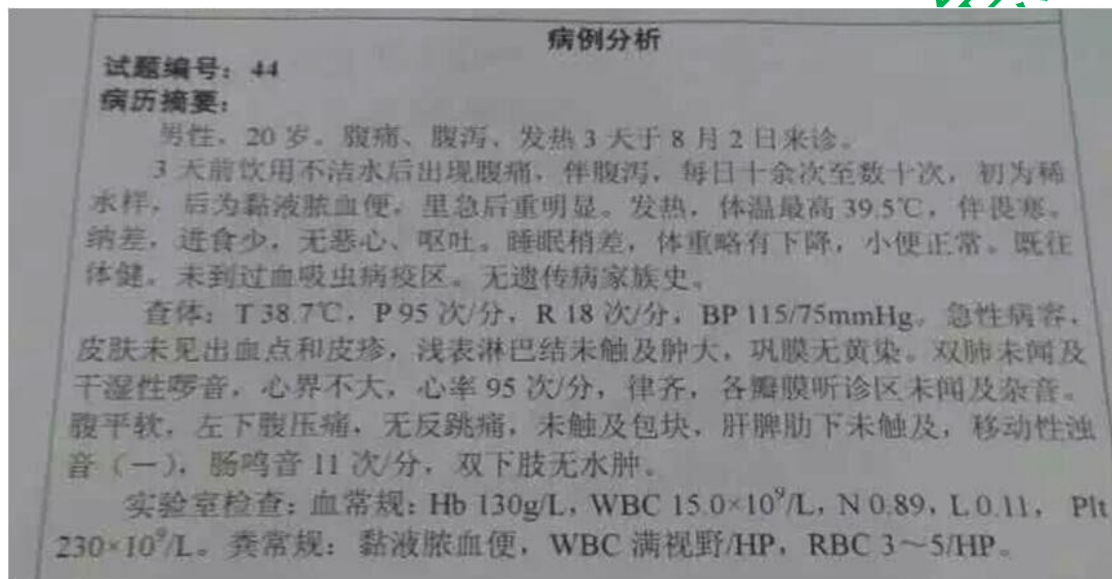 病例分析
试题编号：44
病历摘要：
男性，20岁。腹痛、腹泻、发热3天于8月2日来诊。
3天前饮用不洁水后出现腹痛，伴腹泻，每日十余次至数十次，初为稀
水样，后为黏液脓血便，里急后重明显。发热，体温最高39.5℃，伴畏寒。
纳差，进食少，无恶心、呕吐。睡眠稍差，体重略有下降，小便正常。既往
体健。未到过血吸虫病疫区。无遗传病家族史。
查体：T 38.7℃，P 95次/分，R 18次/分，BP 115/75mmHg。急性病容，
皮肤未见出血点和皮疹，浅表淋巴结未触及肿大，巩膜无黄染。双肺未闻及
干湿性啰音，心界不大，心率95次/分，律齐，各瓣膜听诊区未闻及杂音。
腹平软，左下腹压痛，无反跳痛，未触及包块，肝脾肋下未触及，移动性浊
音（一），肠鸣音11次/分，双下肢无水肿。
实验室检查：血常规：Hb 130g/L，WBC 15.0×10⁹/L，N 0.89，L 0.11， Plt
230×10⁹/L。粪常规：黏液脓血便，WBC 满视野/HP，RBC 3～5/HP。